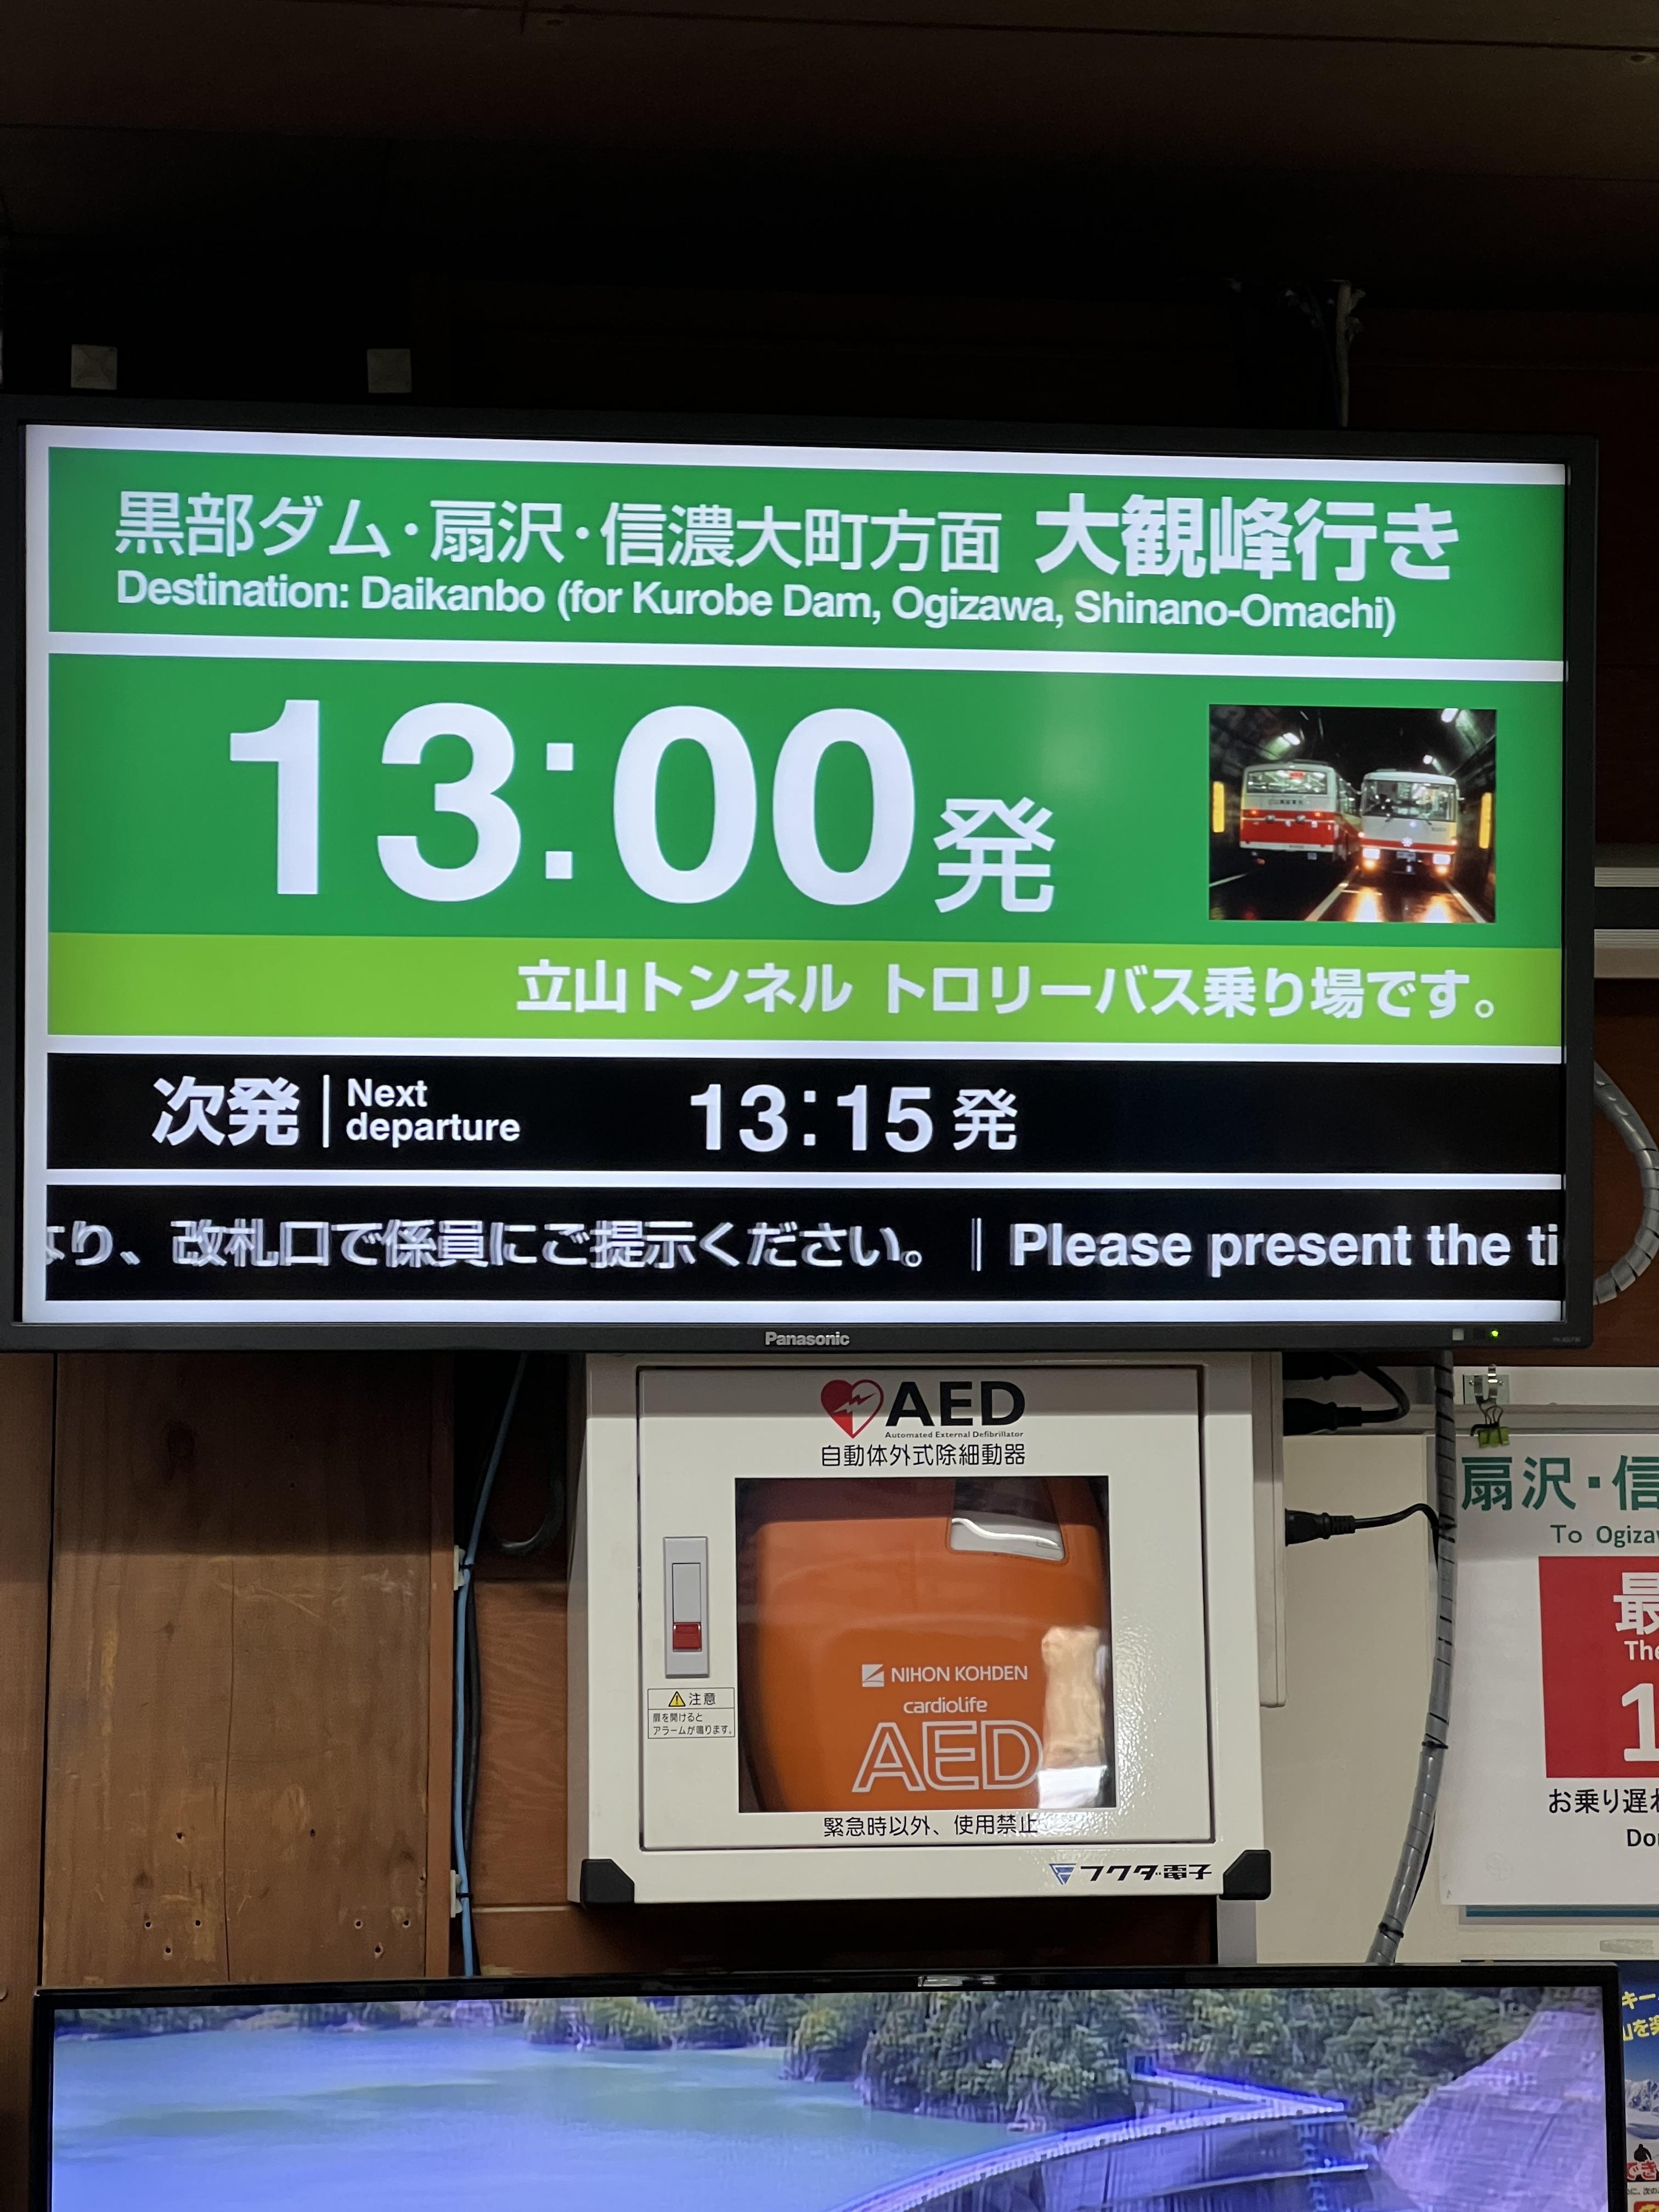 黒部ダム・扇沢・信濃大町方面 大観峰行き
Destination: Daikanbo (for Kurobe Dam, Ogizawa, Shinano-Omachi)
13:00発
立山トンネル トロリーバス乗り場です。
次発 | Next departure 13:15発
り、改札口で係員にご提示ください。 | Please present the ti
Panasonic
AED
Automated External Defibrillator
自動体外式除細動器
NIHON KOHDEN
cardiolife
AED
注意
扉を開けると
アラームが鳴ります。
緊急時以外、使用禁止
フクダ電子
扇沢・信
To Ogiza
最
The
1
お乗り遅れ
Do
キー